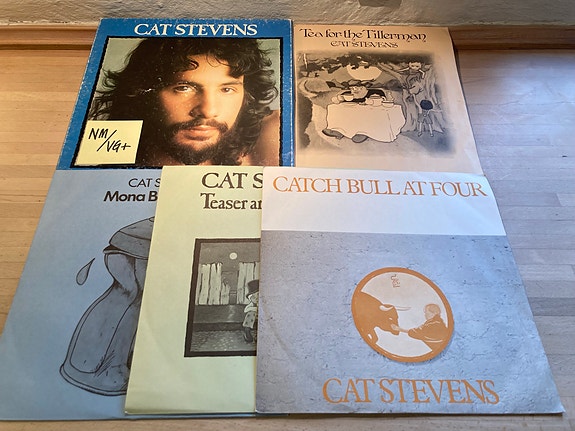 CAT STEVENS
NM/
VG+
Tea for the Tillerman
CAT STEVENS
CAT S
Mona B
CAT S
Teaser an
CATCH BULL AT FOUR
CAT STEVENS